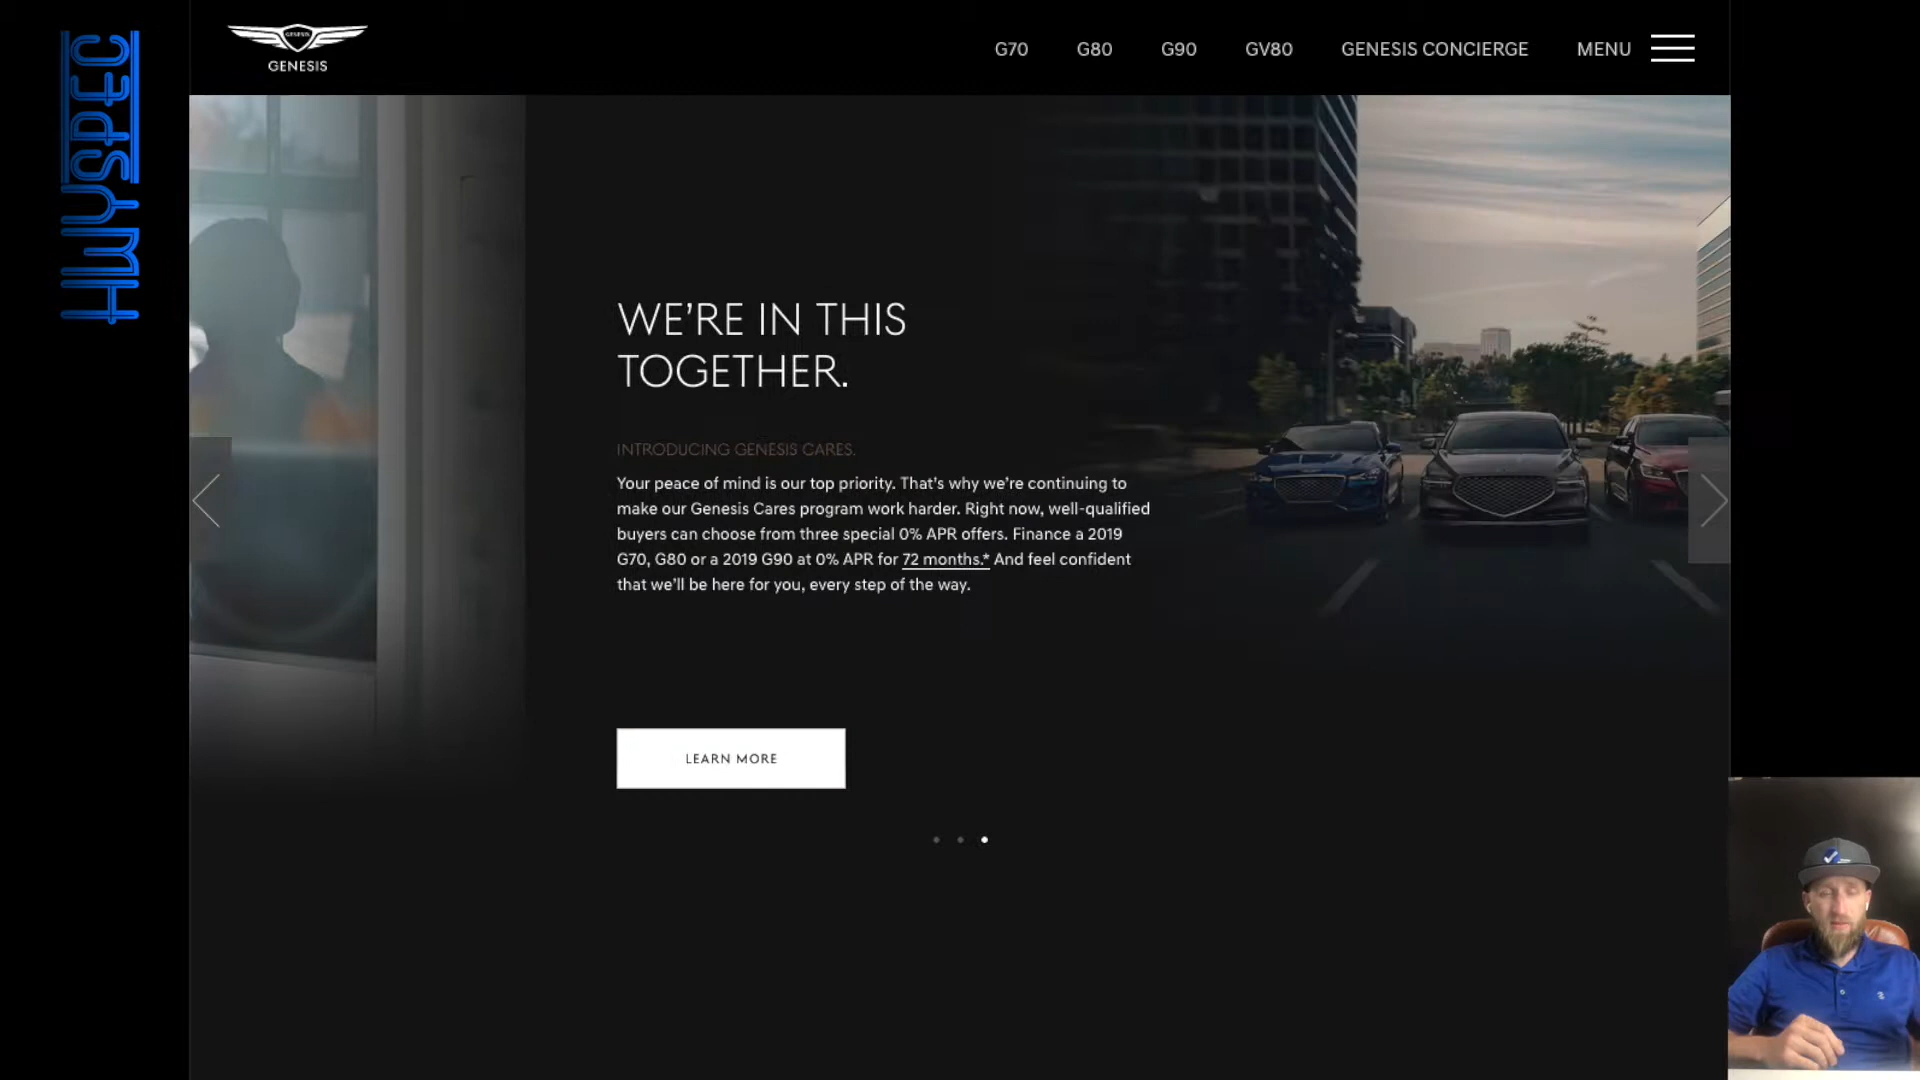 HWYSPEC
GENESIS
GENESIS
G70
G80
G90
GV80
GENESIS CONCIERGE
MENU
WE’RE IN THIS
TOGETHER.
INTRODUCING GENESIS CARES.
Your peace of mind is our top priority. That’s why we’re continuing to
make our Genesis Cares program work harder. Right now, well-qualified
buyers can choose from three special 0% APR offers. Finance a 2019
G70, G80 or a 2019 G90 at 0% APR for 72 months.* And feel confident
that we’ll be here for you, every step of the way.
LEARN MORE